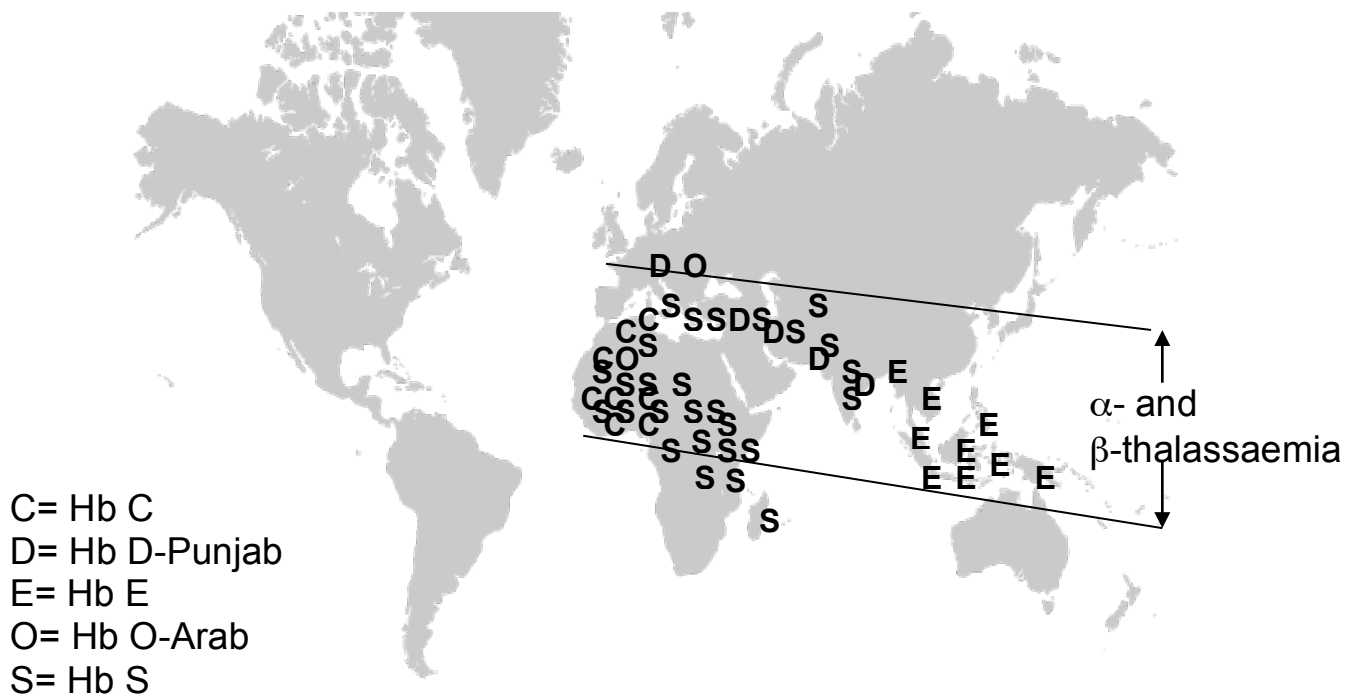 D O
S S
C S S D S
C D S
S S
C O D
S S E
S S S D
C C C S E
S S S S S
C C S E
S E
S S S E
E
S S E E E
S
α- and
β-thalassaemia
C= Hb C
D= Hb D-Punjab
E= Hb E
O= Hb O-Arab
S= Hb S